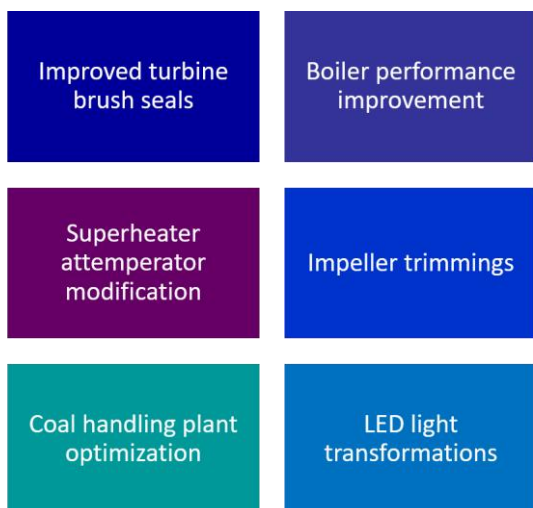 Improved turbine
brush seals
Boiler performance
improvement
Superheater
attemperator
modification
Impeller trimmings
Coal handling plant
optimization
LED light
transformations